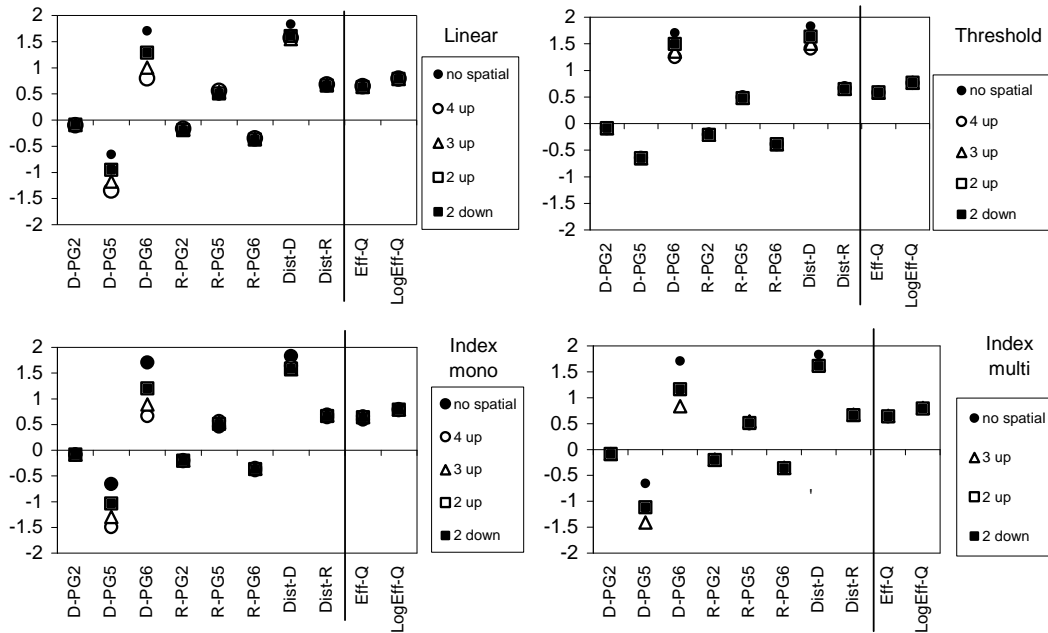 Linear
2
1.5
1
0.5
0
-0.5
-1
-1.5
-2
no spatial
4 up
3 up
2 up
2 down
D-PG2
D-PG5
D-PG6
R-PG2
R-PG5
R-PG6
Dist-D
Dist-R
Eff-Q
LogEff-Q
Threshold
2
1.5
1
0.5
0
-0.5
-1
-1.5
-2
no spatial
4 up
3 up
2 up
2 down
D-PG2
D-PG5
D-PG6
R-PG2
R-PG5
R-PG6
Dist-D
Dist-R
Eff-Q
LogEff-Q
Index
mono
2
1.5
1
0.5
0
-0.5
-1
-1.5
-2
no spatial
4 up
3 up
2 up
2 down
D-PG2
D-PG5
D-PG6
R-PG2
R-PG5
R-PG6
Dist-D
Dist-R
Eff-Q
LogEff-Q
Index
multi
2
1.5
1
0.5
0
-0.5
-1
-1.5
-2
no spatial
3 up
2 up
2 down
D-PG2
D-PG5
D-PG6
R-PG2
R-PG5
R-PG6
Dist-D
Dist-R
Eff-Q
LogEff-Q